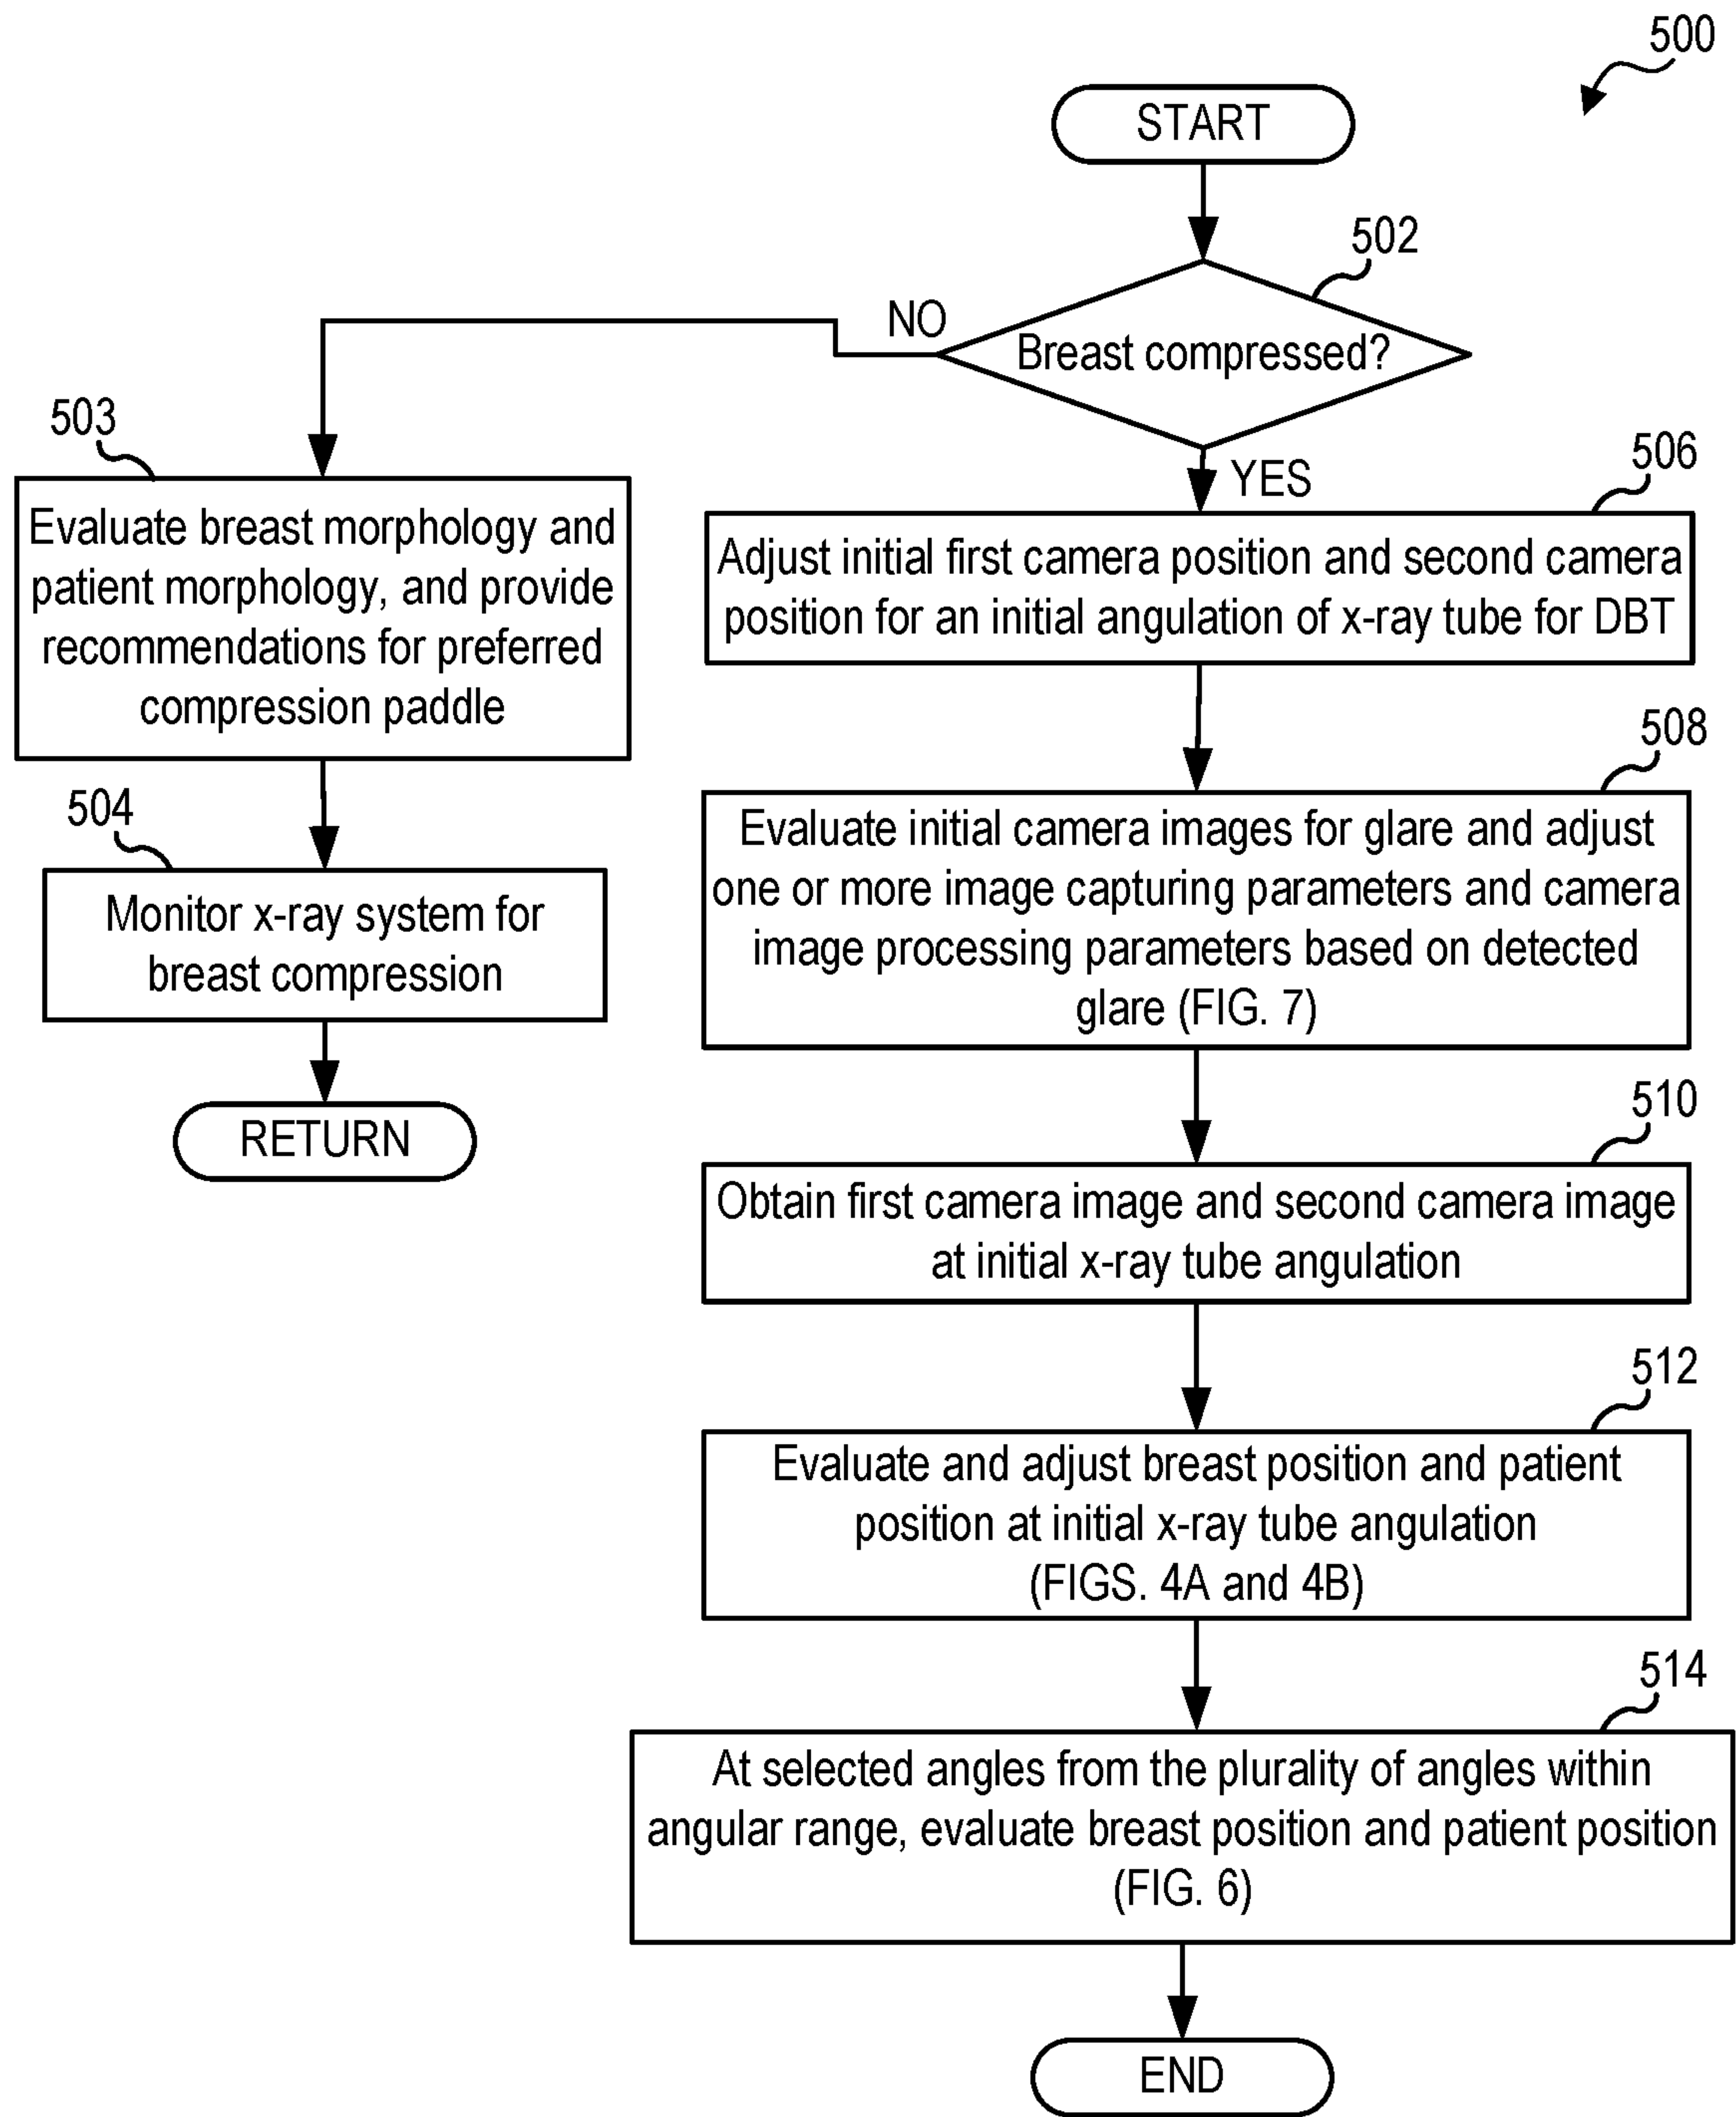 500
START
502
NO
Breast compressed?
503
YES
506
Evaluate breast morphology and
patient morphology, and provide
recommendations for preferred
compression paddle
Adjust initial first camera position and second camera
position for an initial angulation of x-ray tube for DBT
504
Monitor x-ray system for
breast compression
RETURN
508
Evaluate initial camera images for glare and adjust
one or more image capturing parameters and camera
image processing parameters based on detected
glare (FIG. 7)
510
Obtain first camera image and second camera image
at initial x-ray tube angulation
512
Evaluate and adjust breast position and patient
position at initial x-ray tube angulation
(FIGS. 4A and 4B)
514
At selected angles from the plurality of angles within
angular range, evaluate breast position and patient position
(FIG. 6)
END